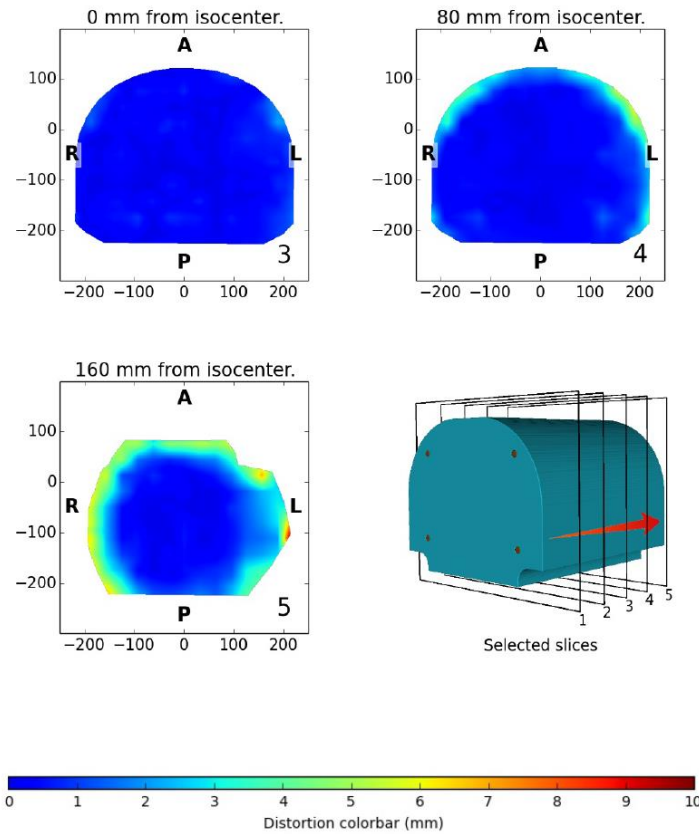 0 mm from isocenter.
80 mm from isocenter.
A
A
100
100
0
0
R
L
R
L
−100
−100
−200
−200
P
3
P
4
−200 −100 0 100 200
−200 −100 0 100 200
160 mm from isocenter.
A
100
0
R
L
−100
−200
P
5
−200 −100 0 100 200
1 2 3 4 5
Selected slices
0 1 2 3 4 5 6 7 8 9 10
Distortion colorbar (mm)